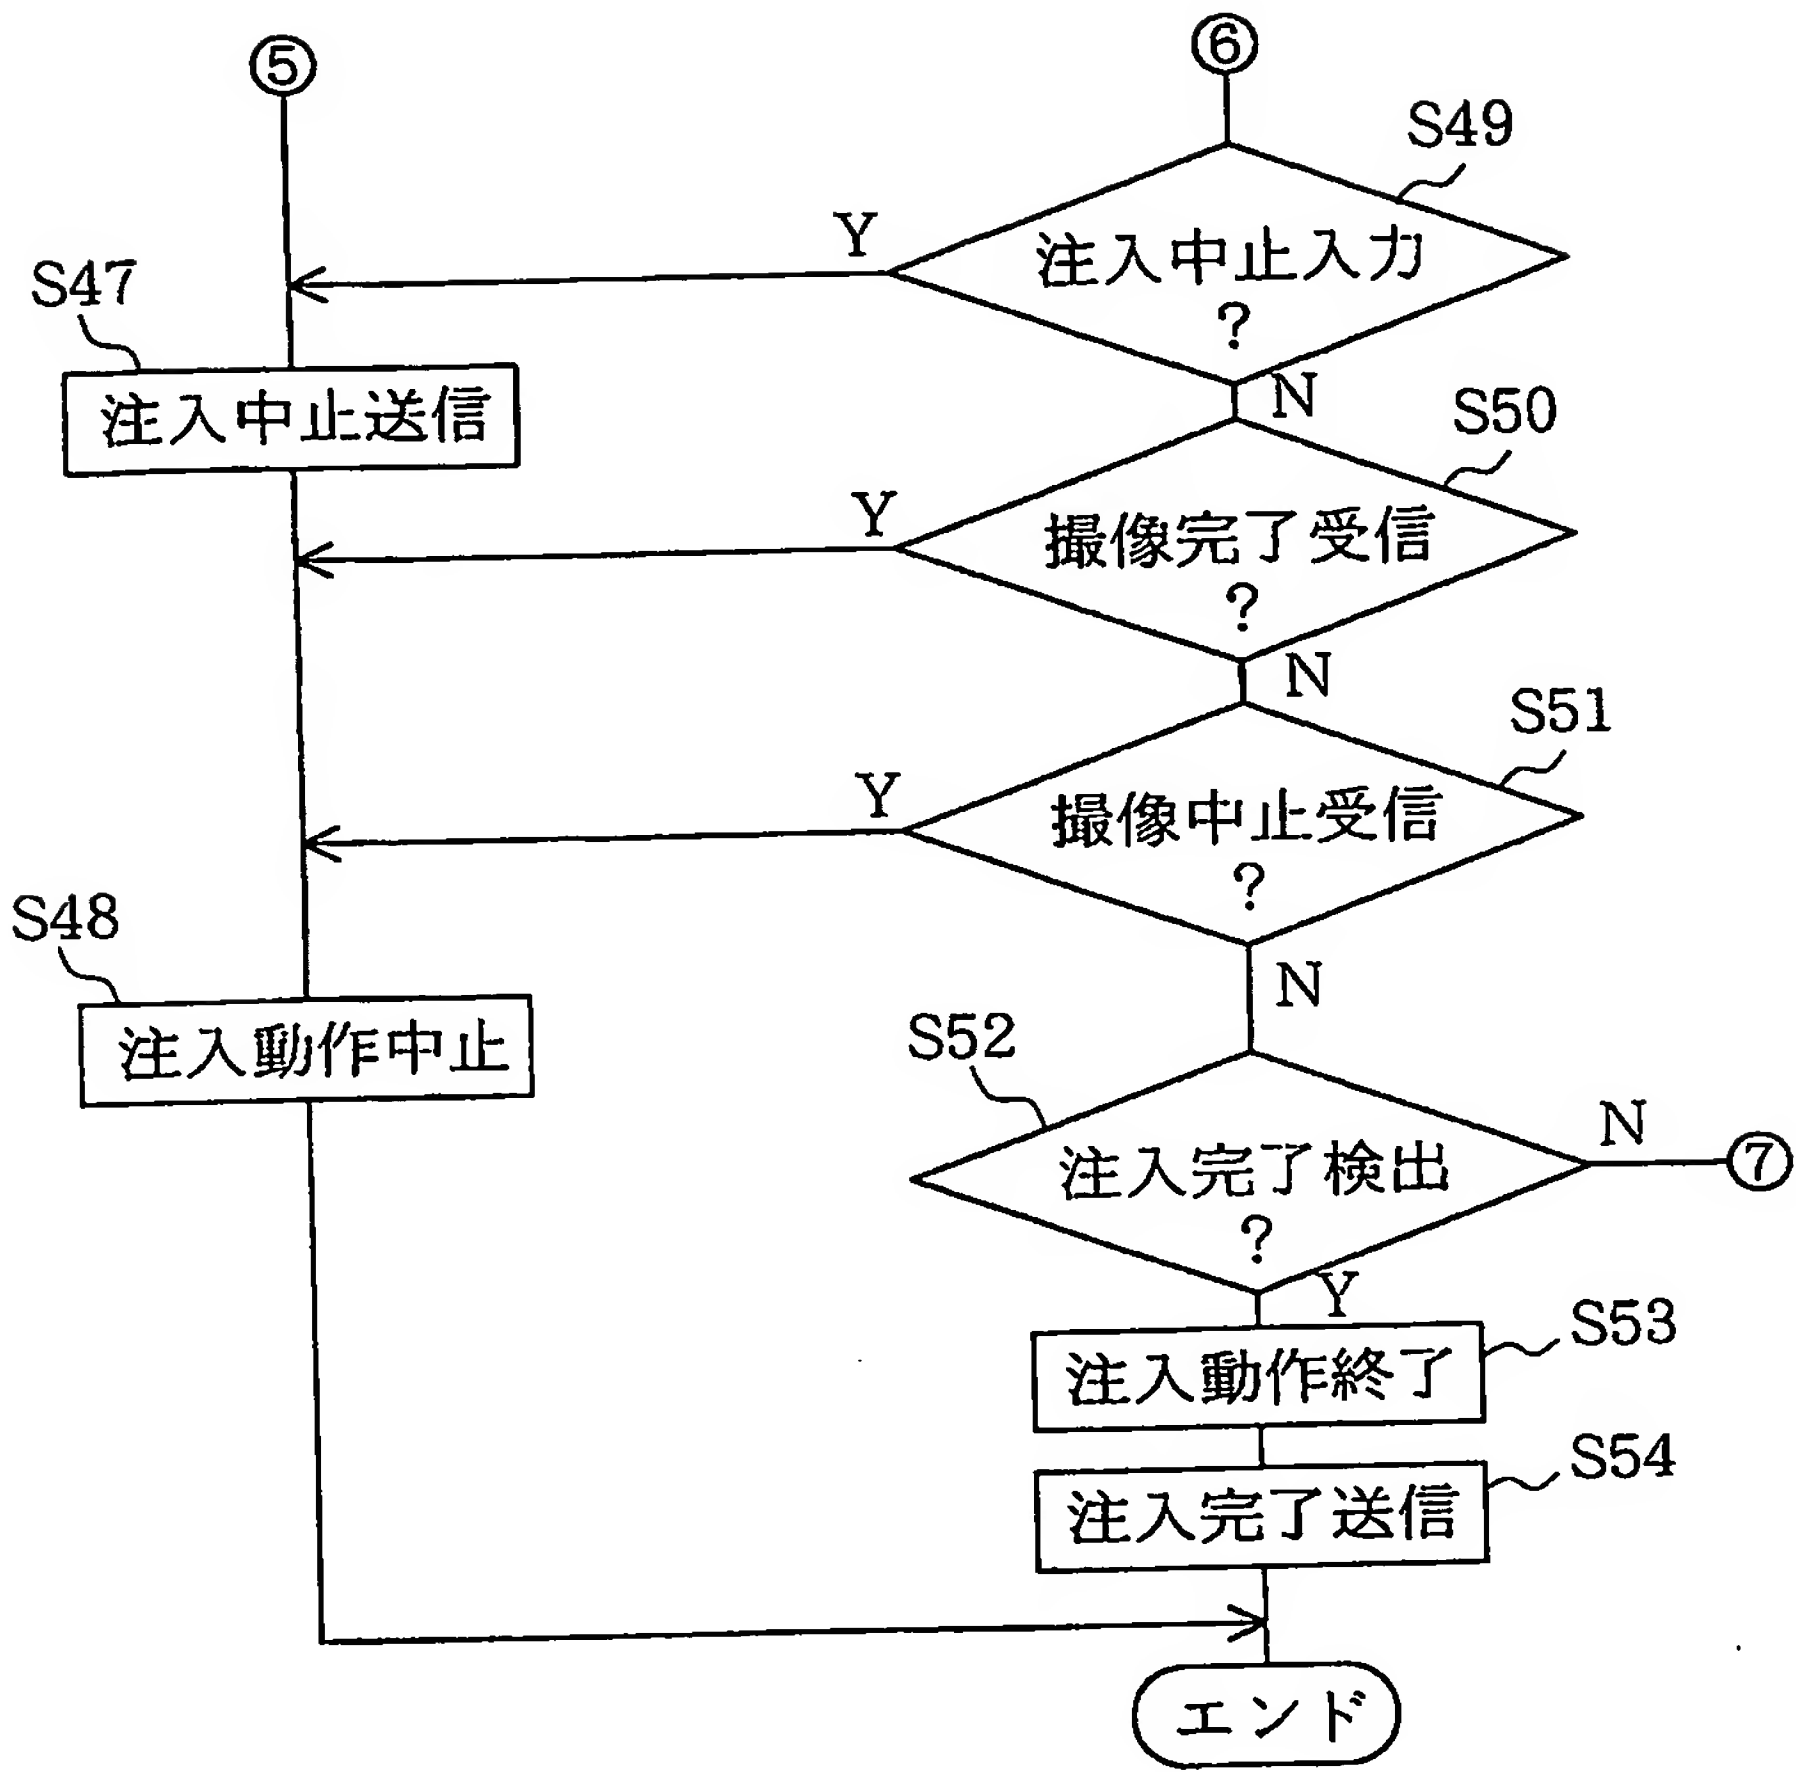 ⑤
⑥
S49
Y
注入中止入力
?
S47
N
注入中止送信
S50
Y
撮像完了受信
?
N
S51
Y
撮像中止受信
?
S48
N
注入動作中止
S52
N
注入完了検出
⑦
?
Y
S53
注入動作終了
S54
注入完了送信
エンド